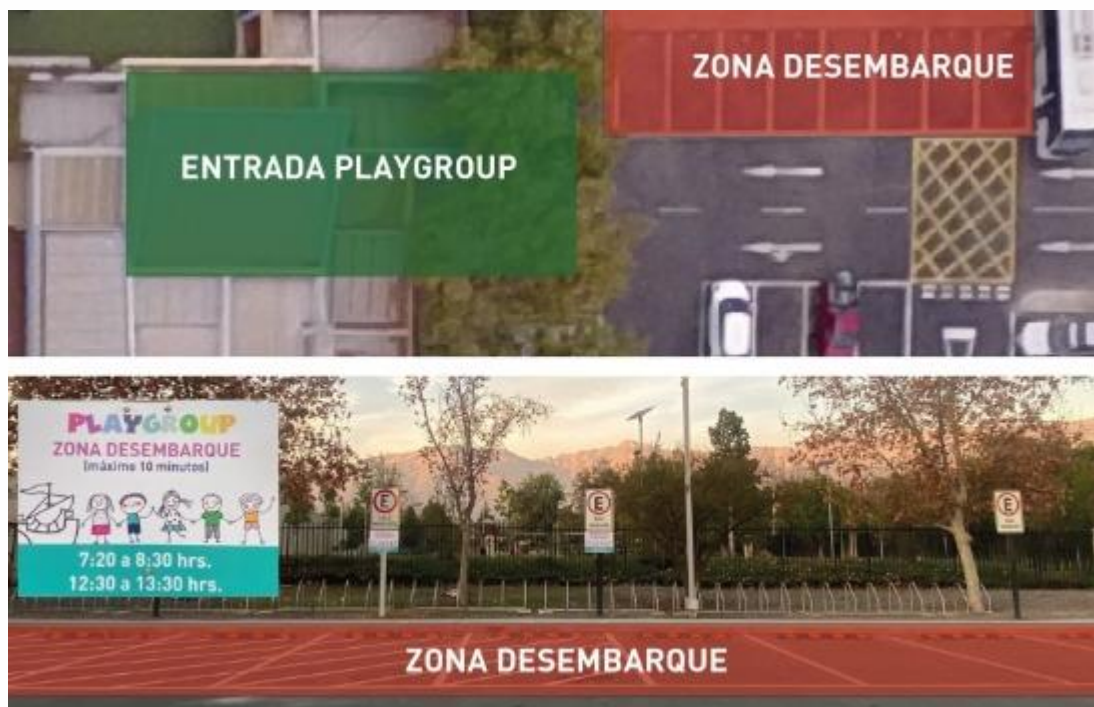 ZONA DESEMBARQUE
ENTRADA PLAYGROUP
PLAYGROUP
ZONA DESEMBARQUE
(máximo 10 minutos)
7:20 a 8:30 hrs.
12:30 a 13:30 hrs.
E
E
E
ZONA DESEMBARQUE